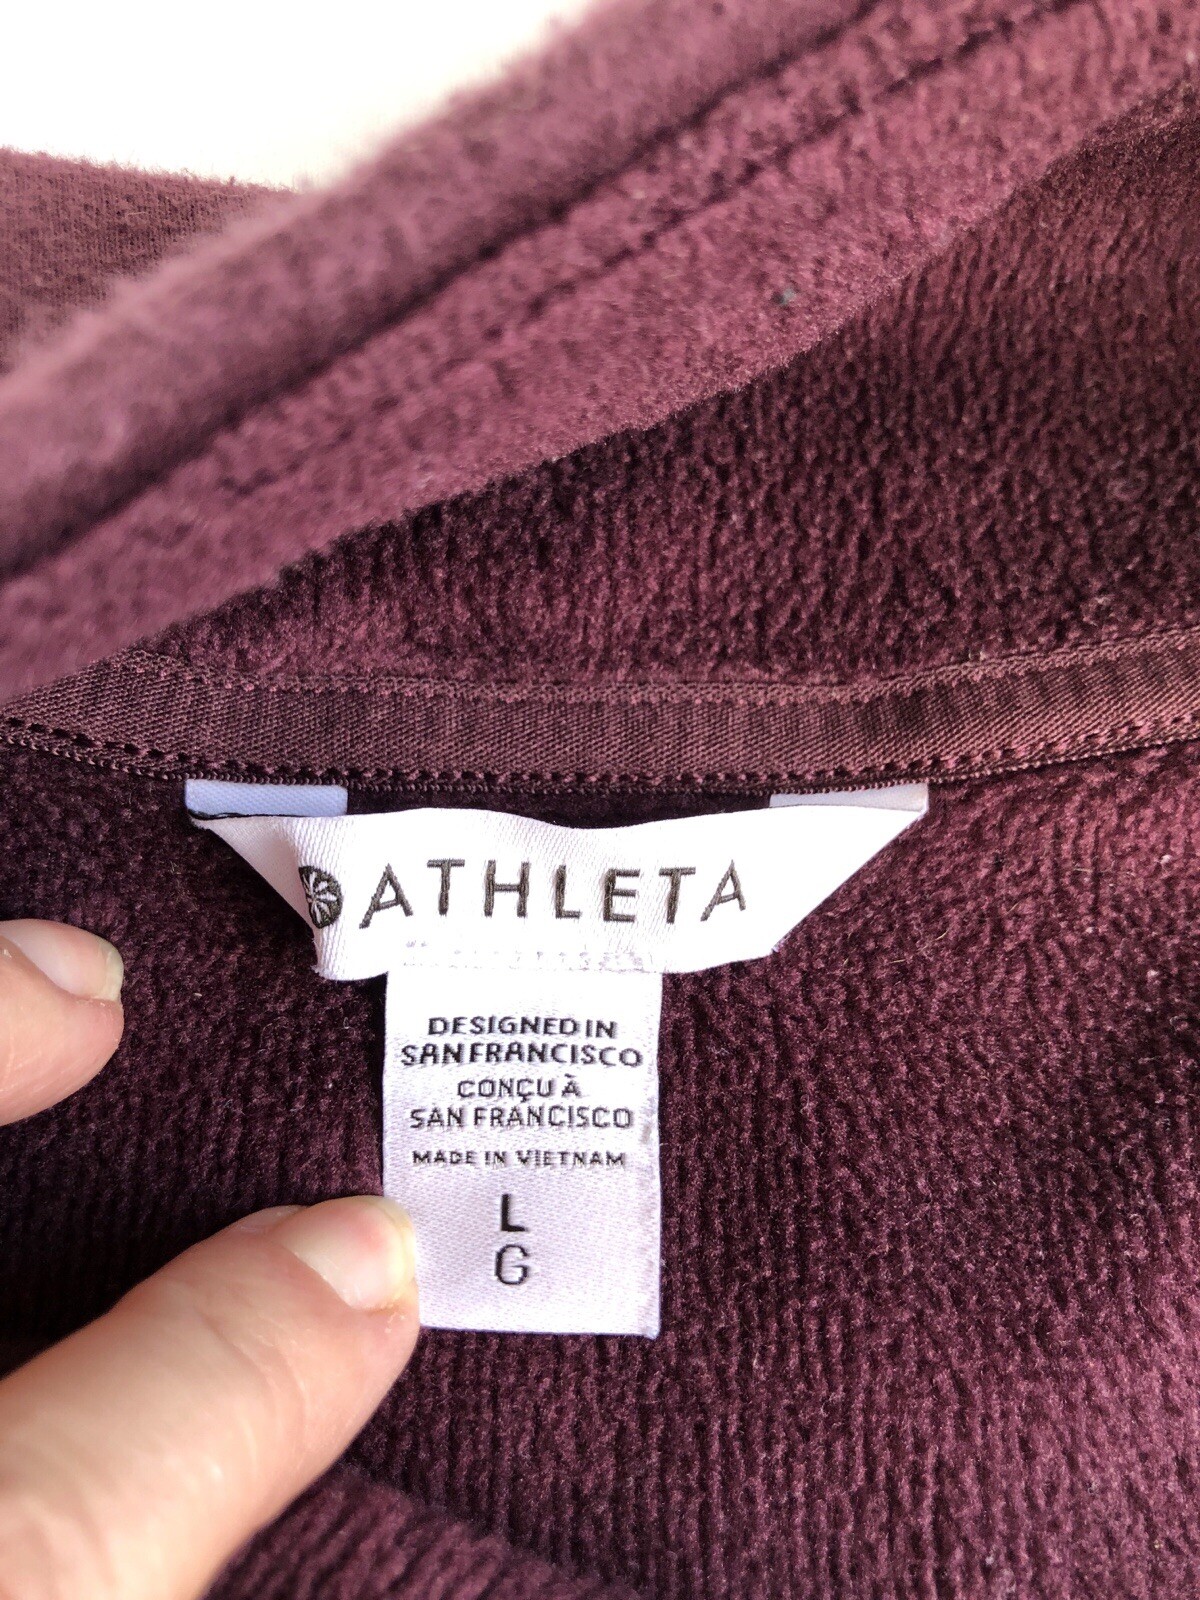 ATHLETA
DESIGNED IN
SAN FRANCISCO
CONÇU À
SAN FRANCISCO
MADE IN VIETNAM
L
G